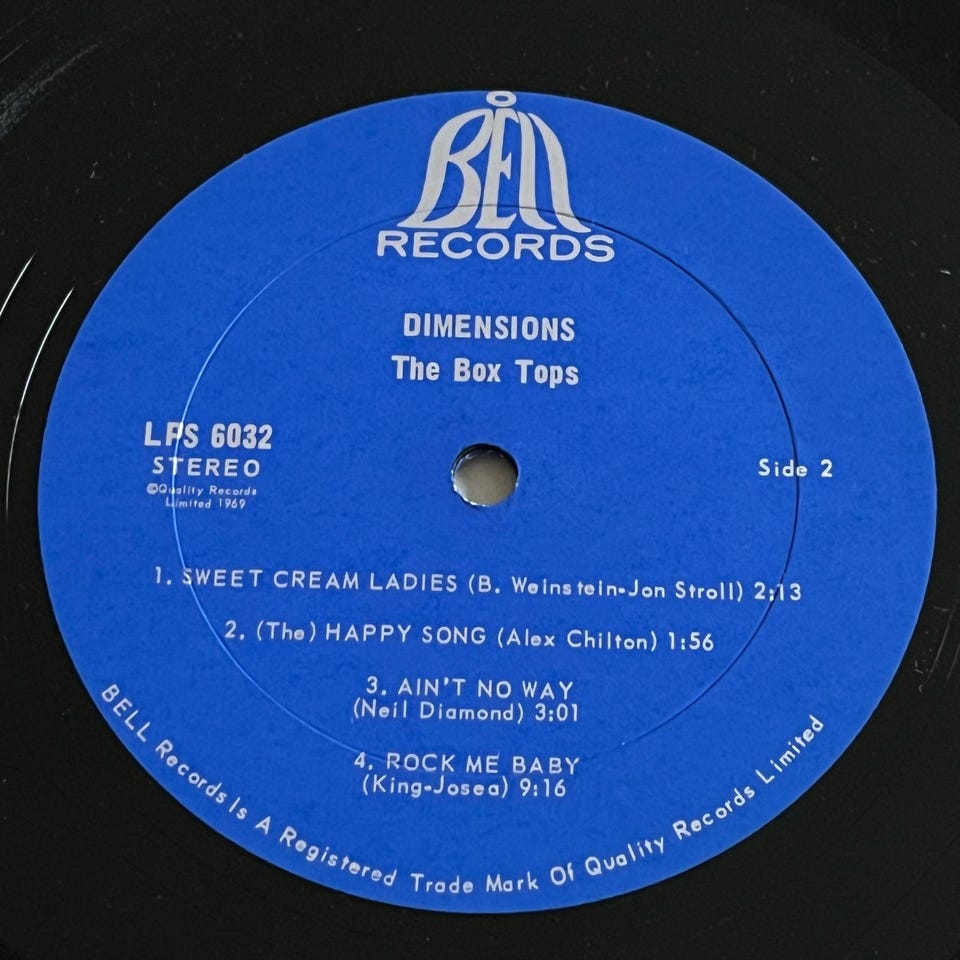 BEll
RECORDS
DIMENSIONS
The Box Tops
LPS 6032
STEREO
©Quality Records
Limited 1969
Side 2
1. SWEET CREAM LADIES (B. Weinstein-Jon Stroll) 2:13
2. (The) HAPPY SONG (Alex Chilton) 1:56
3. AIN'T NO WAY
(Neil Diamond) 3:01
4. ROCK ME BABY
(King-Josea) 9:16
BELL Records Is A Registered Trade Mark Of Quality Records Limited